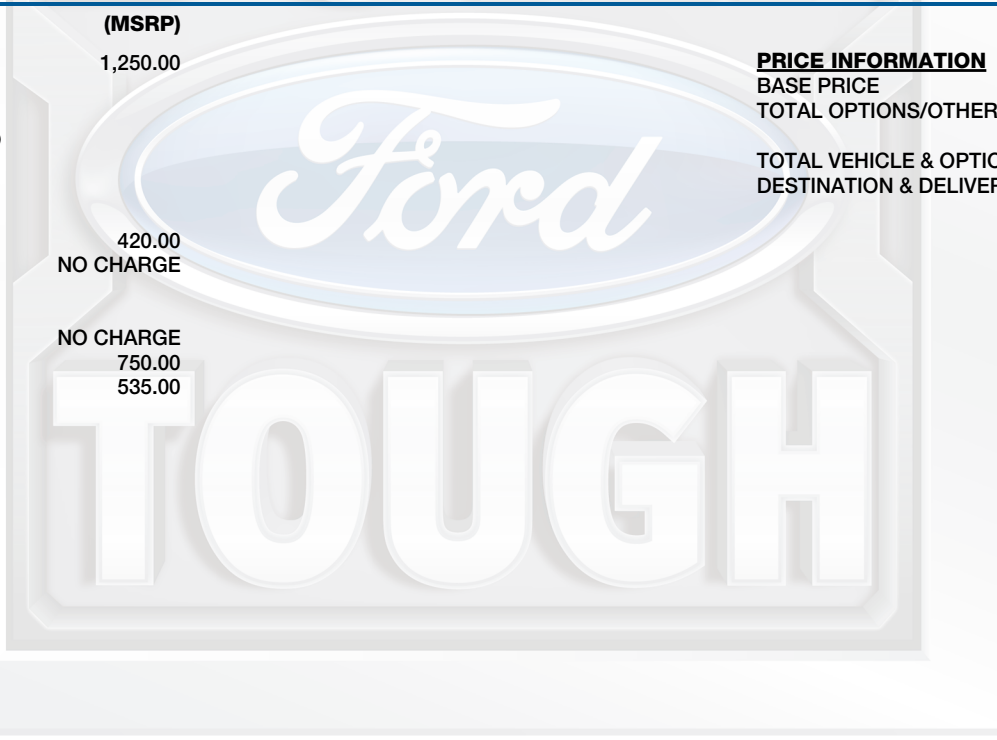 (MSRP)
1,250.00
420.00
NO CHARGE
NO CHARGE
750.00
535.00
PRICE INFORMATION
BASE PRICE
TOTAL OPTIONS/OTHER
TOTAL VEHICLE & OPTIO
DESTINATION & DELIVER
Ford
TOUGH